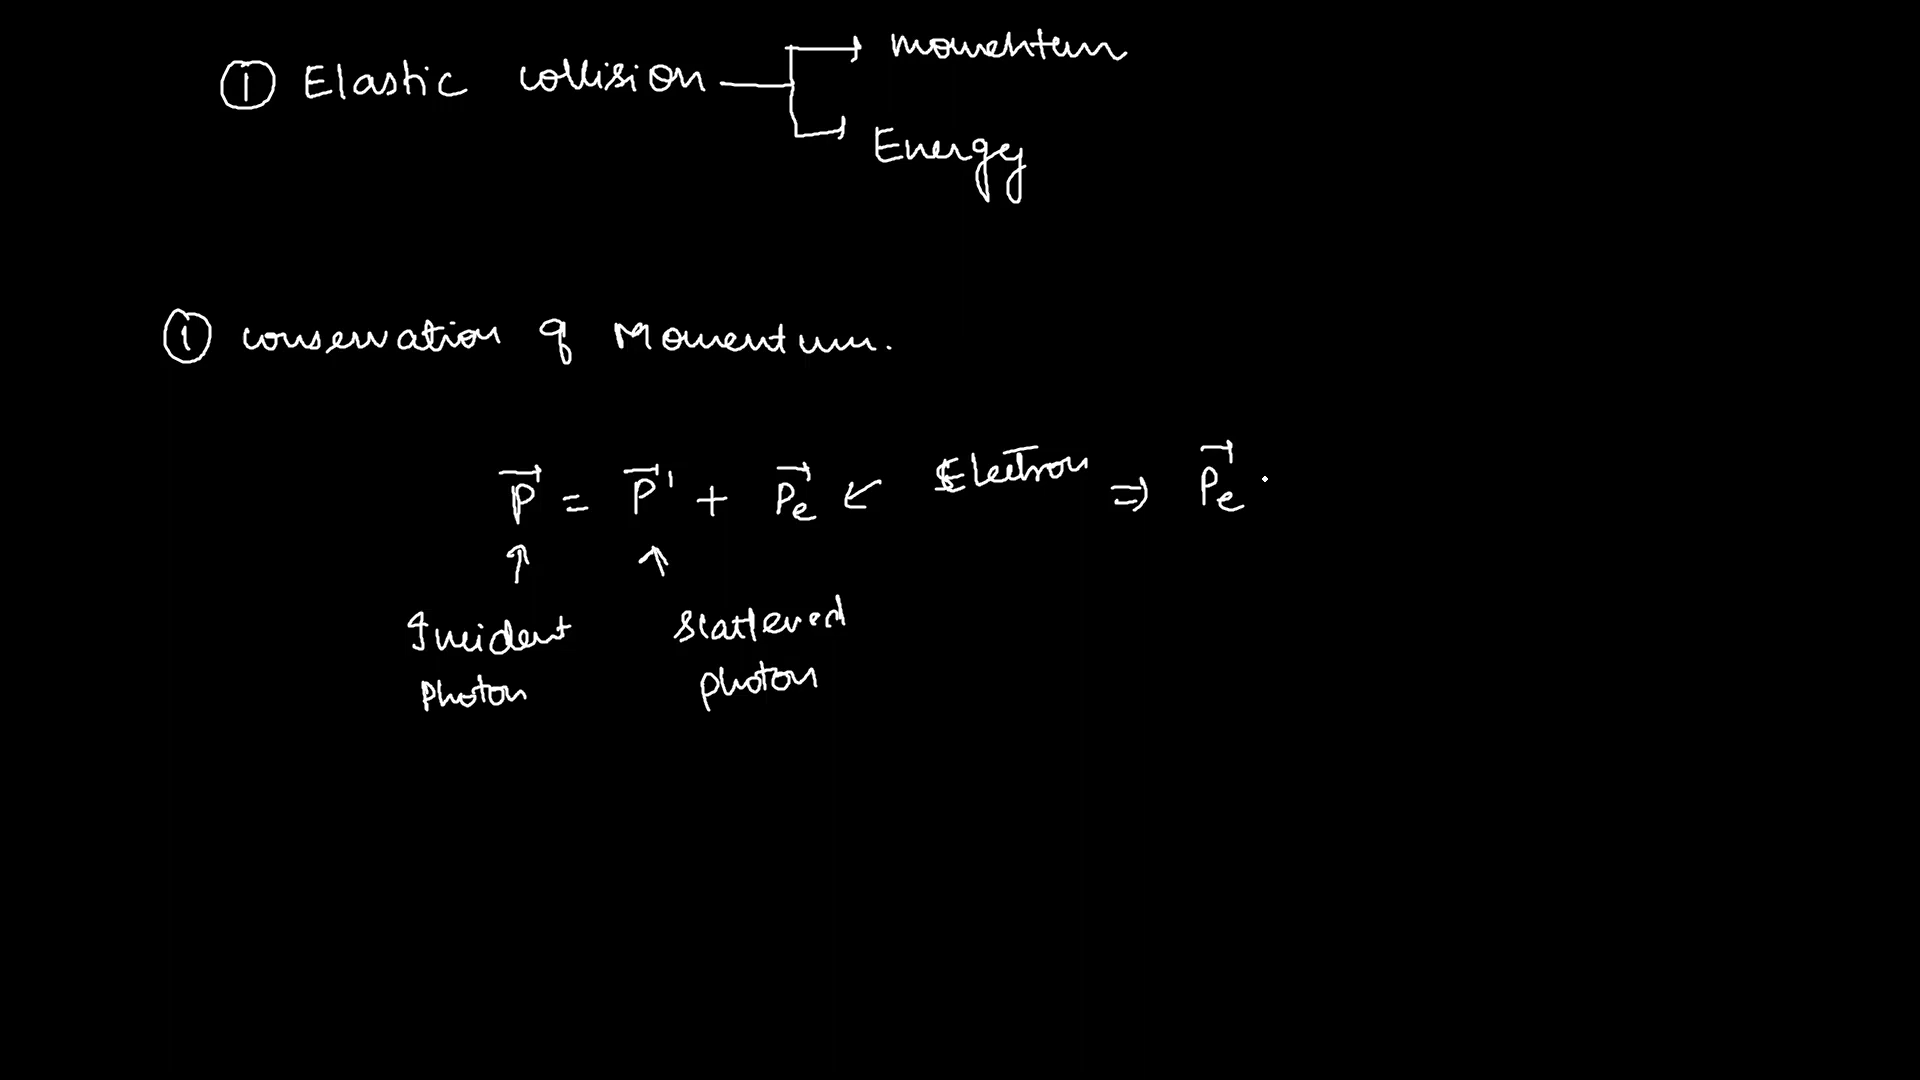 ① Elastic collision → momentum
→ Energy
① conservation of Momentum.
P⃗ = P⃗' + P⃗e ← Electron ⇒ P⃗e
↑ ↑
Incident scattered
photon photon